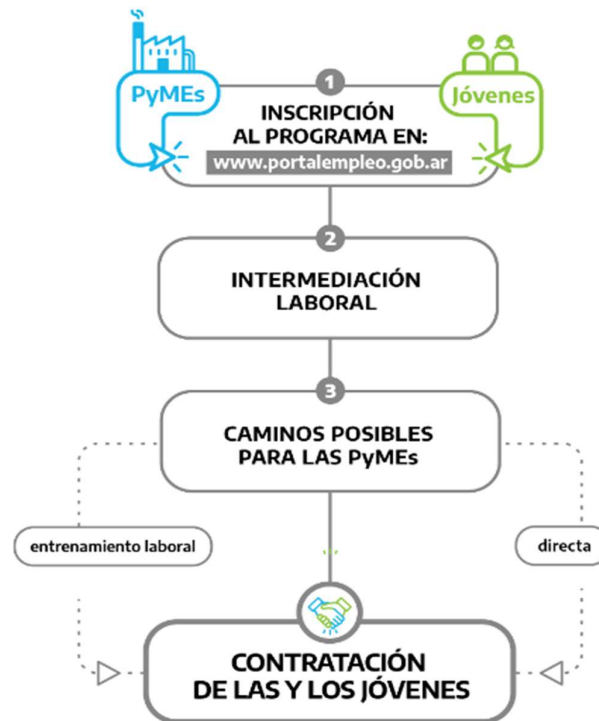 PyMEs
Jóvenes
1
INSCRIPCIÓN
AL PROGRAMA EN:
www.portalempleo.gob.ar
2
INTERMEDIACIÓN
LABORAL
3
CAMINOS POSIBLES
PARA LAS PyMEs
entrenamiento laboral
directa
CONTRATACIÓN
DE LAS Y LOS JÓVENES